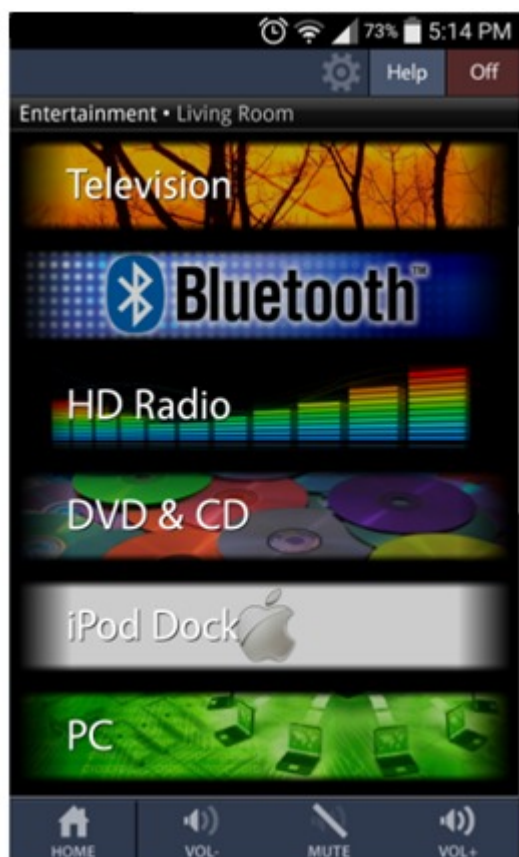 73% 5:14 PM
Help Off
Entertainment • Living Room
Television
Bluetooth™
HD Radio
DVD & CD
iPod Dock
PC
HOME VOL- MUTE VOL+